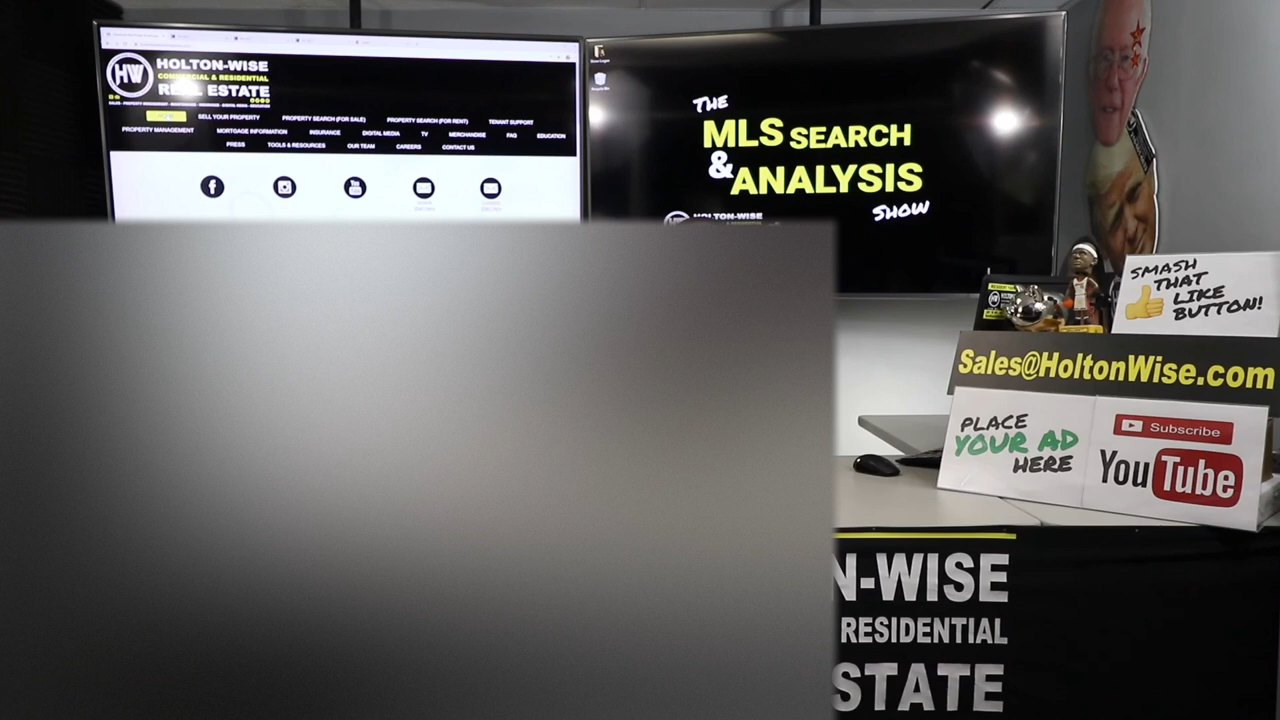 HW
HOLTON-WISE
COMMERCIAL & RESIDENTIAL
REAL ESTATE
SELL YOUR PROPERTY
PROPERTY SEARCH (FOR SALE)
PROPERTY SEARCH (FOR RENT)
TENANT SUPPORT
PROPERTY MANAGEMENT
MORTGAGE INFORMATION
INSURANCE
DIGITAL MEDIA
TV
MERCHANDISE
FAQ
EDUCATION
PRESS
TOOLS & RESOURCES
OUR TEAM
CAREERS
CONTACT US
THE
MLS SEARCH
& ANALYSIS
SHOW
HOLTON-WISE
SMASH
THAT
LIKE
BUTTON!
Sales@HoltonWise.com
PLACE
YOUR AD
HERE
Subscribe
YouTube
N-WISE
RESIDENTIAL
STATE